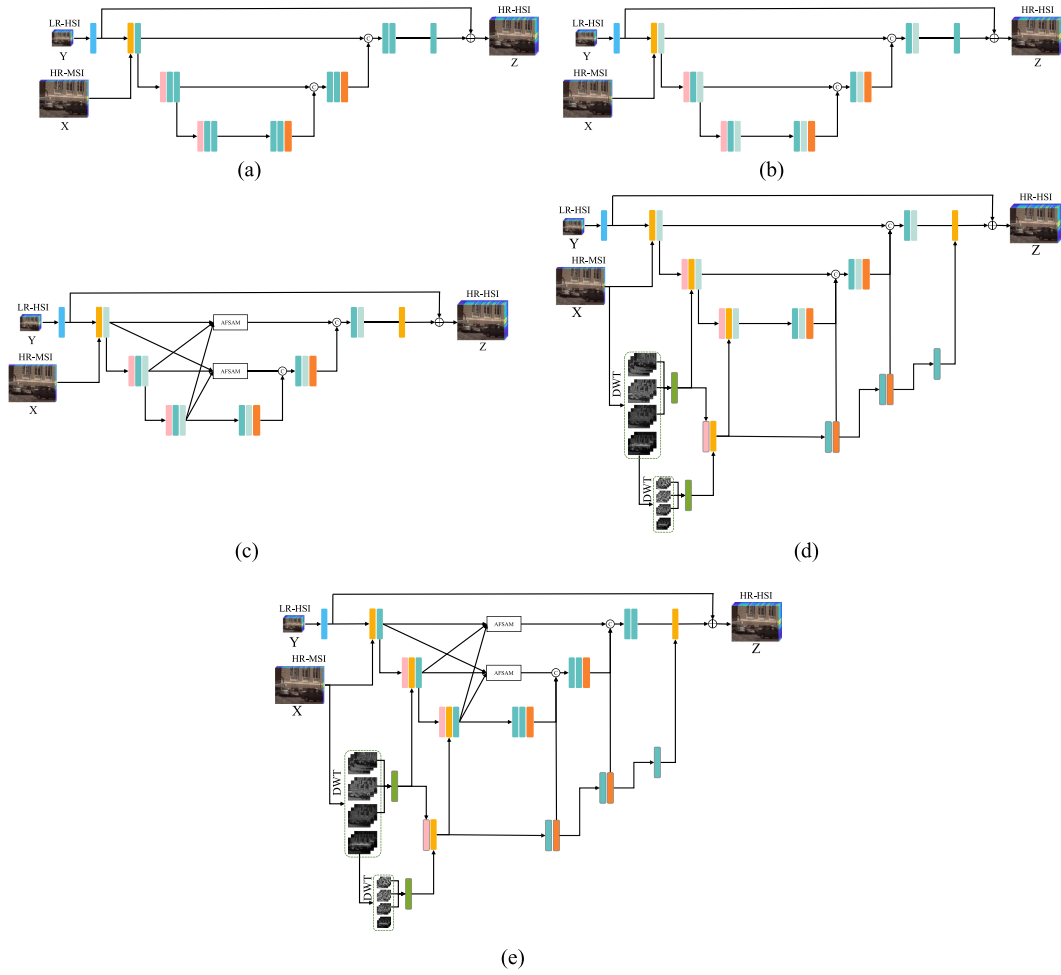 LR-HSI
Y
HR-MSI
X
C
C
HR-HSI
Z
(a)
LR-HSI
Y
HR-MSI
X
C
C
HR-HSI
Z
(b)
LR-HSI
Y
HR-MSI
X
AFSAM
AFSAM
C
C
HR-HSI
Z
(c)
LR-HSI
Y
HR-MSI
X
DWT
DWT
C
C
HR-HSI
Z
(d)
LR-HSI
Y
HR-MSI
X
DWT
DWT
AFSAM
AFSAM
C
C
HR-HSI
Z
(e)